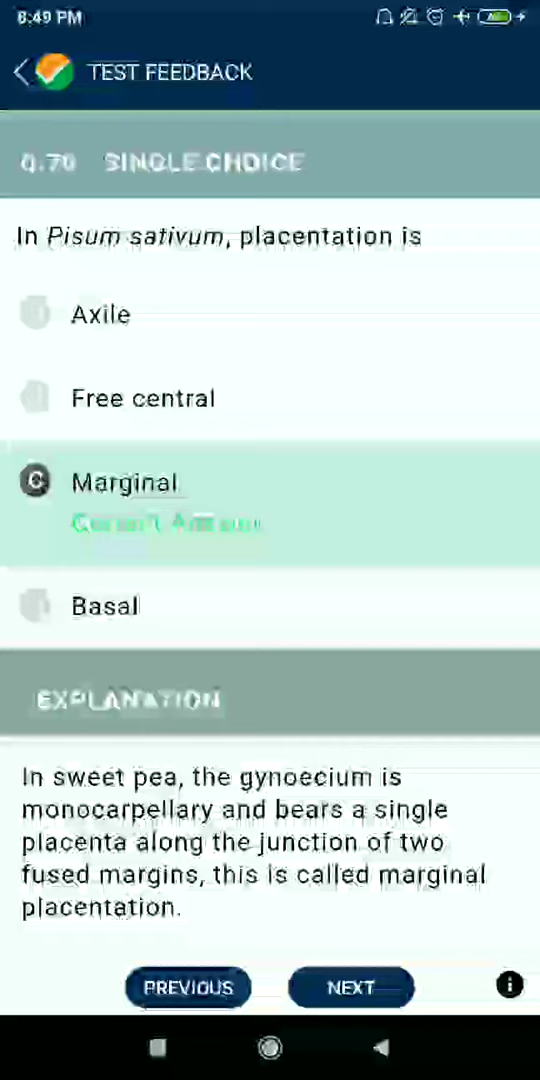 8:49 PM
TEST FEEDBACK
Q.70 SINGLE CHOICE
In Pisum sativum, placentation is
Axile
Free central
C Marginal
Correct Answer
Basal
EXPLANATION
In sweet pea, the gynoecium is
monocarpellary and bears a single
placenta along the junction of two
fused margins, this is called marginal
placentation.
PREVIOUS NEXT